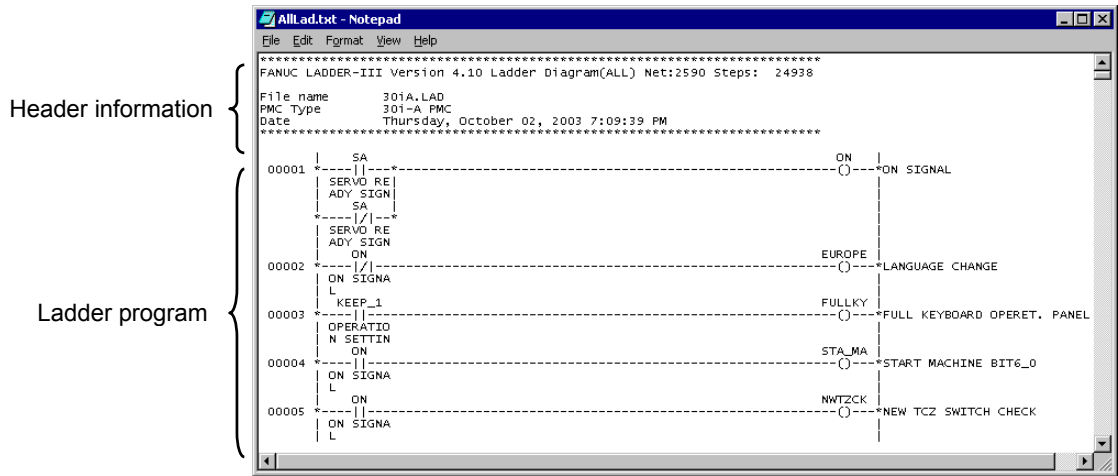 AllLad.txt - Notepad
File Edit Format View Help
**************************************************************************
FANUC LADDER-III Version 4.10 Ladder Diagram(ALL) Net:2590 Steps: 24938
File name 30iA.LAD
PMC Type 30i-A PMC
Date Thursday, October 02, 2003 7:09:39 PM
**************************************************************************
Header information
Ladder program
| SA ON |
00001 *----||---*----------------------------------------------------------()---*ON SIGNAL
| SERVO RE| |
| ADY SIGN| |
| SA | |
*----|/|--* |
| SERVO RE |
| ADY SIGN |
| ON EUROPE |
00002 *----|/|-------------------------------------------------------------()---*LANGUAGE CHANGE
| ON SIGNA |
| L |
| KEEP_1 FULLKY |
00003 *----||--------------------------------------------------------------()---*FULL KEYBOARD OPERET. PANEL
| OPERATIO |
| N SETTIN |
| ON STA_MA |
00004 *----||--------------------------------------------------------------()---*START MACHINE BIT6_0
| ON SIGNA |
| L |
| ON NWTZCK |
00005 *----||--------------------------------------------------------------()---*NEW TCZ SWITCH CHECK
| ON SIGNA |
| L |